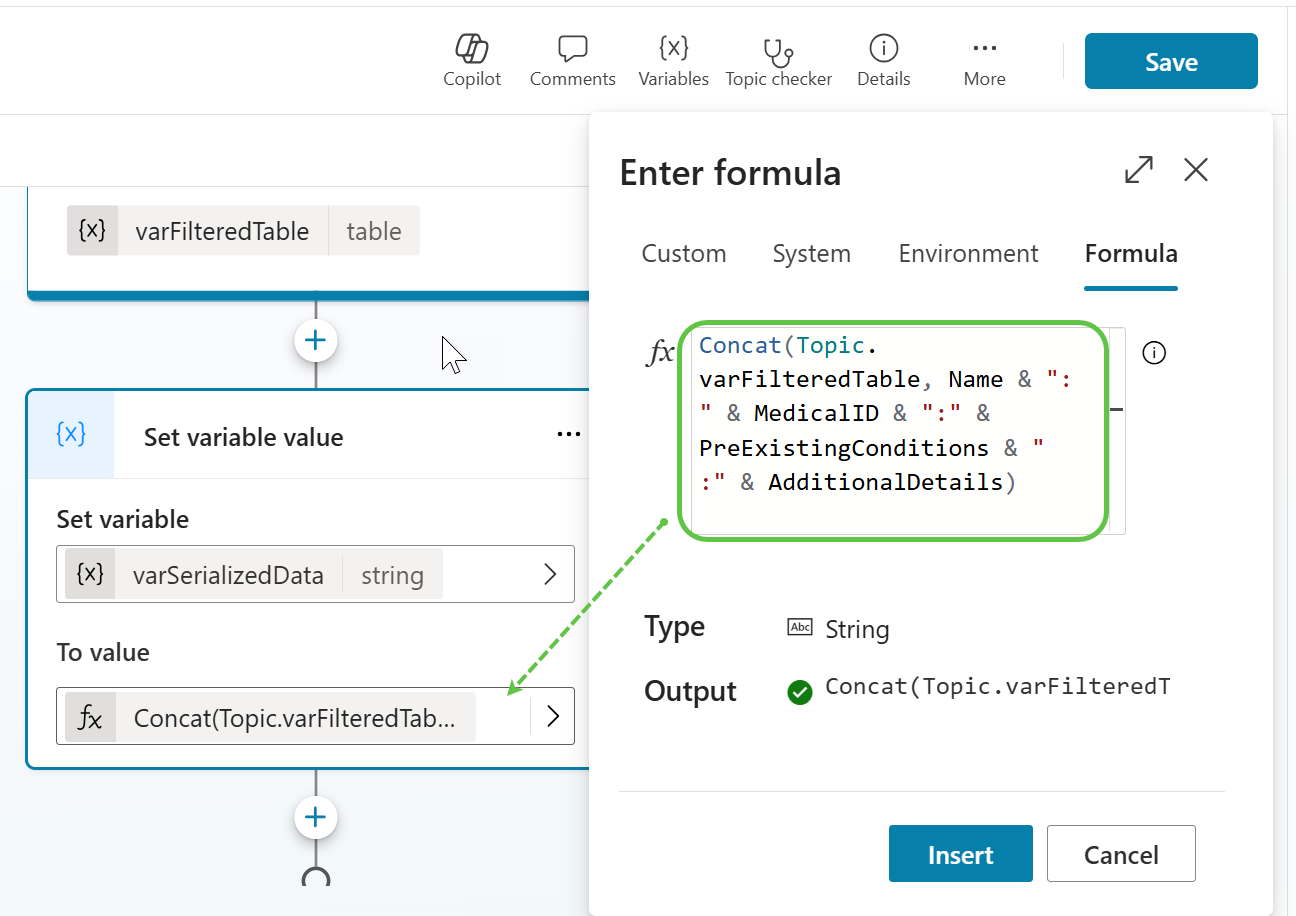 Copilot
Comments
{x}
Variables
Topic checker
Details
More
Save
{x} varFilteredTable table
{x} Set variable value
Set variable
{x} varSerializedData string
To value
fx Concat(Topic.varFilteredTab...
Enter formula
Custom System Environment Formula
fx
Concat(Topic.
varFilteredTable, Name & ":
" & MedicalID & ":" &
PreExistingConditions & "
:" & AdditionalDetails)
Type Abc String
Output Concat(Topic.varFilteredT
Insert Cancel